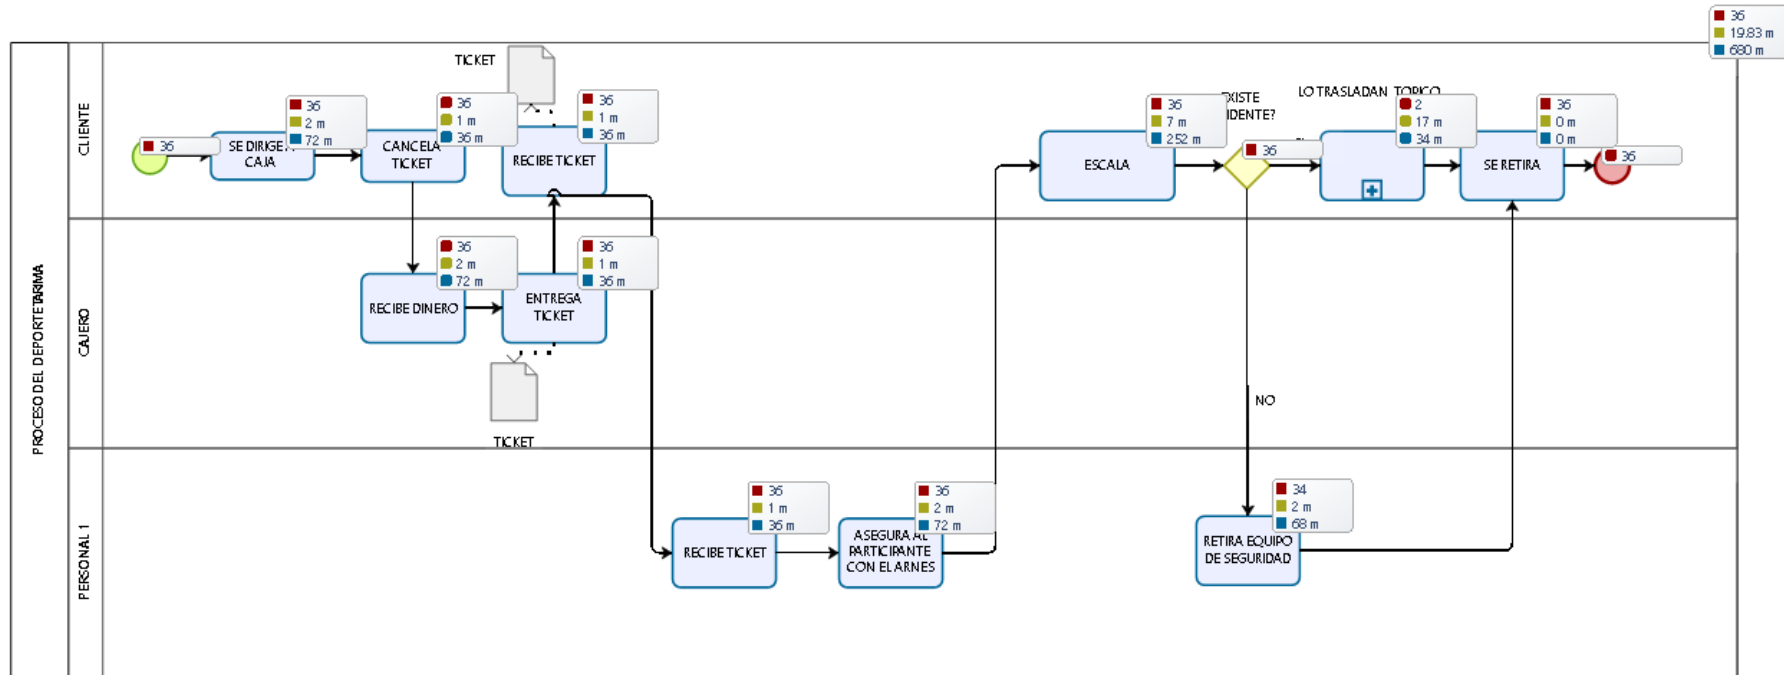 36
19.83 m
680 m
PROCESO DEL DEPORTE TARIMA
CLIENTE
36
SE DIRIGE A
CAJA
36
2 m
72 m
CANCELA
TICKET
36
1 m
36 m
TICKET
RECIBE TICKET
36
1 m
36 m
ESCALA
36
7 m
252 m
EXISTE
IDENTE?
36
LO TRASLADAN TOPICO
2
17 m
34 m
SE RETIRA
36
0 m
0 m
36
CAJERO
RECIBE DINERO
36
2 m
72 m
ENTREGA
TICKET
36
1 m
36 m
TICKET
NO
PERSONAL 1
RECIBE TICKET
36
1 m
36 m
ASEGURA AL
PARTICIPANTE
CON EL ARNES
36
2 m
72 m
RETIRA EQUIPO
DE SEGURIDAD
34
2 m
68 m